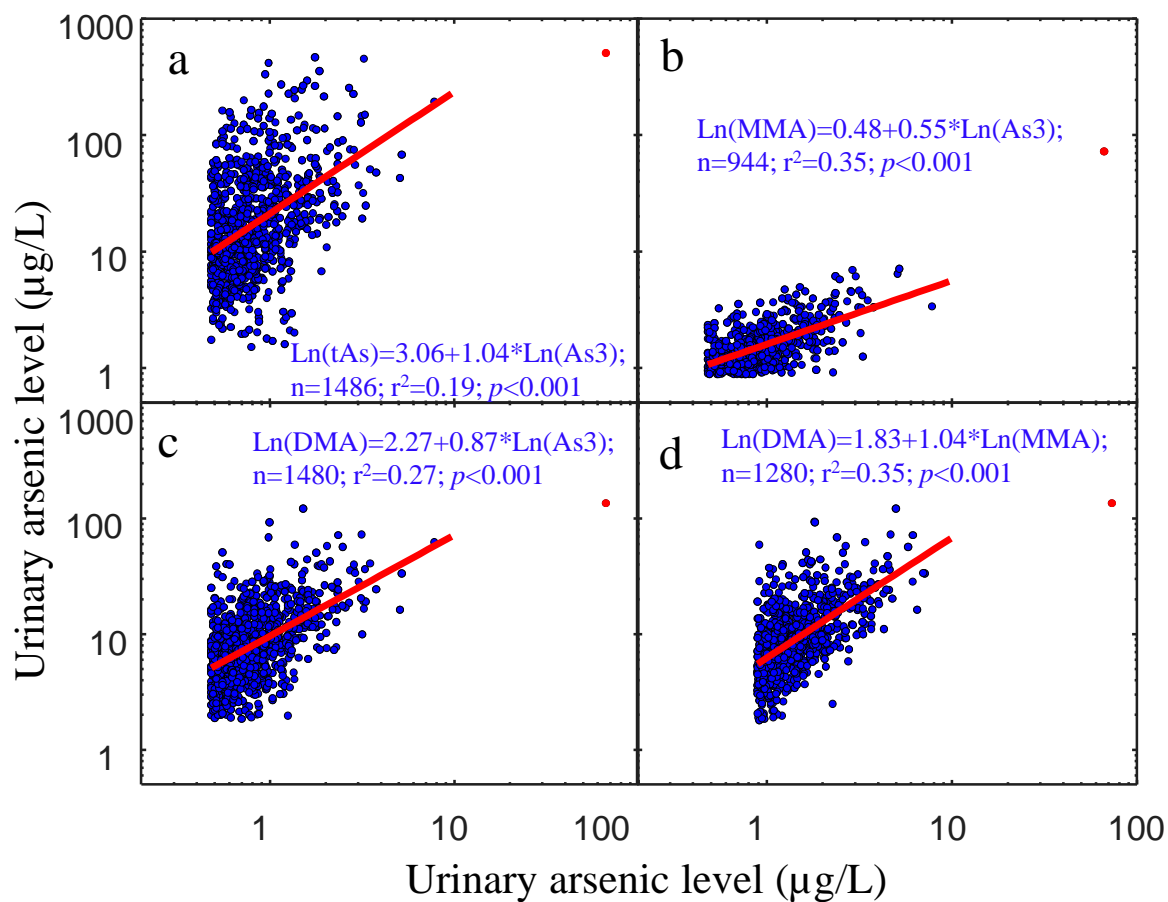 1000
100
10
1
a
Ln(tAs)=3.06+1.04*Ln(As3);
n=1486; r²=0.19; p<0.001
b
Ln(MMA)=0.48+0.55*Ln(As3);
n=944; r²=0.35; p<0.001
1000
100
10
1
c
Ln(DMA)=2.27+0.87*Ln(As3);
n=1480; r²=0.27; p<0.001
d
Ln(DMA)=1.83+1.04*Ln(MMA);
n=1280; r²=0.35; p<0.001
1 10 100 1 10 100
Urinary arsenic level (µg/L)
Urinary arsenic level (µg/L)